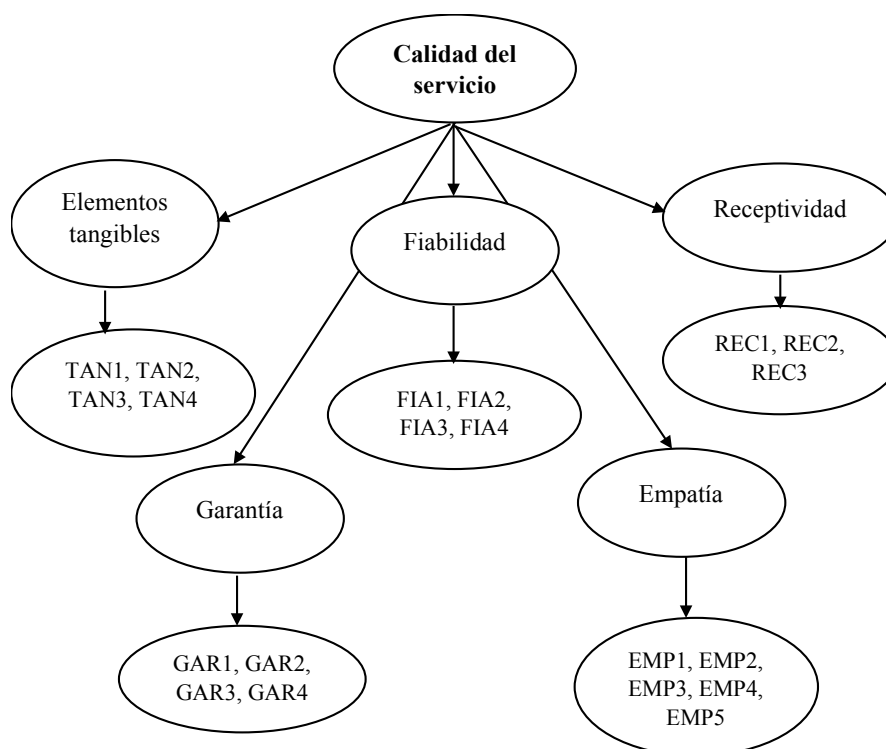 Calidad del
servicio
Elementos
tangibles
Fiabilidad
Receptividad
TAN1, TAN2,
TAN3, TAN4
FIA1, FIA2,
FIA3, FIA4
REC1, REC2,
REC3
Garantía
Empatía
GAR1, GAR2,
GAR3, GAR4
EMP1, EMP2,
EMP3, EMP4,
EMP5